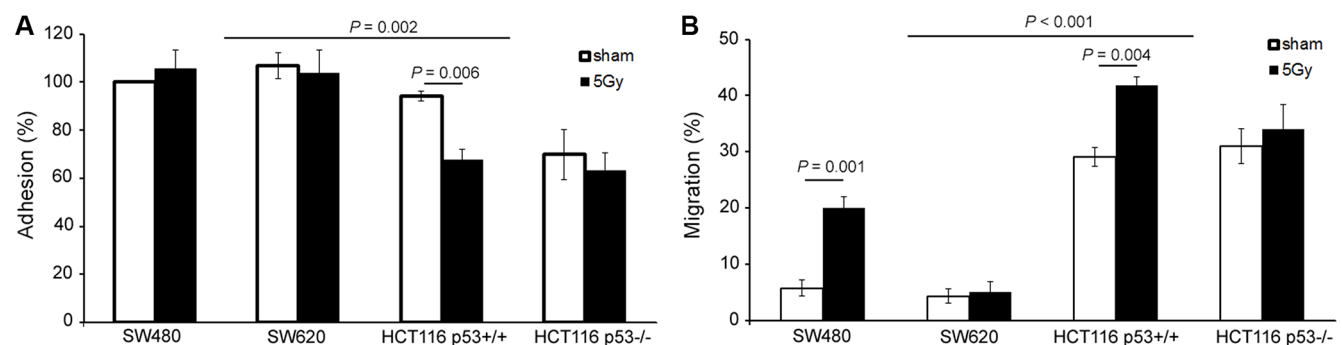 A
Adhesion (%)
120
100
80
60
40
20
0
P = 0.002
P = 0.006
sham
5Gy
SW480
SW620
HCT116 p53+/+
HCT116 p53-/-
B
Migration (%)
50
40
30
20
10
0
P < 0.001
P = 0.004
P = 0.001
sham
5Gy
SW480
SW620
HCT116 p53+/+
HCT116 p53-/-